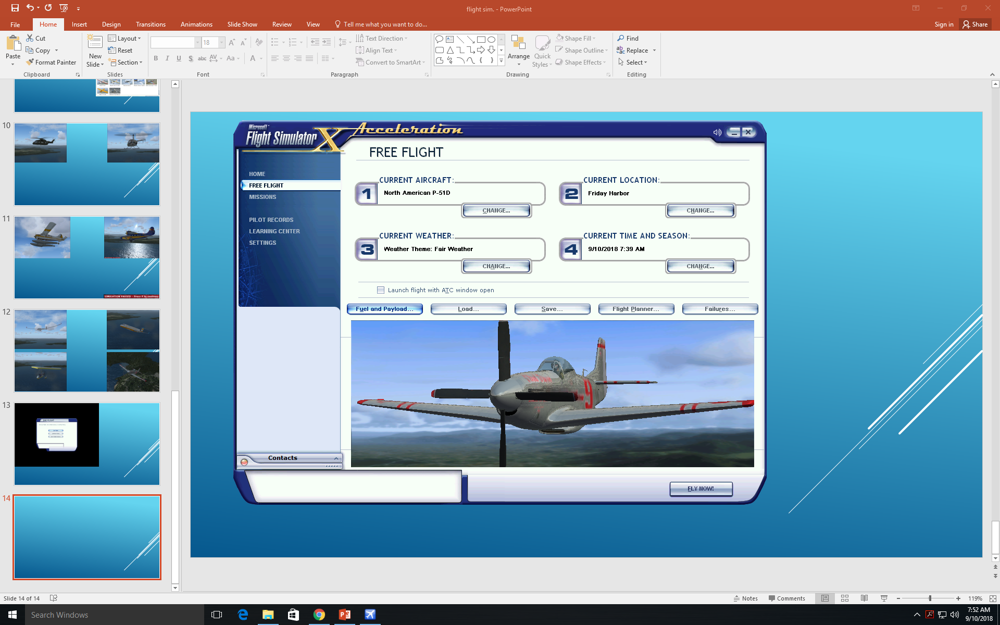 flight sim. - PowerPoint
File Home Insert Design Transitions Animations Slide Show Review View Tell me what you want to do... Sign in Share
Paste
Cut
Copy
Format Painter
Clipboard
New Slide
Layout
Reset
Section
Slides
18
B I U S abc AV Aa A
Font
Text Direction
Align Text
Convert to SmartArt
Paragraph
Arrange
Quick Styles
Shape Fill
Shape Outline
Shape Effects
Drawing
Find
Replace
Select
Editing
10
11
SIMULATION PAUSED - Press P to continue
12
13
END FLIGHT
14
Microsoft
Flight Simulator X Acceleration
FREE FLIGHT
HOME
FREE FLIGHT
MISSIONS
PILOT RECORDS
LEARNING CENTER
SETTINGS
Contacts
1 CURRENT AIRCRAFT:
North American P-51D
CHANGE...
2 CURRENT LOCATION:
Friday Harbor
CHANGE...
3 CURRENT WEATHER:
Weather Theme: Fair Weather
CHANGE...
4 CURRENT TIME AND SEASON:
9/10/2018 7:39 AM
CHANGE...
Launch flight with ATC window open
Fuel and Payload... Load... Save... Flight Planner... Failures...
9
FLY NOW!
Slide 14 of 14 Notes Comments 119%
Search Windows
7:52 AM
9/10/2018